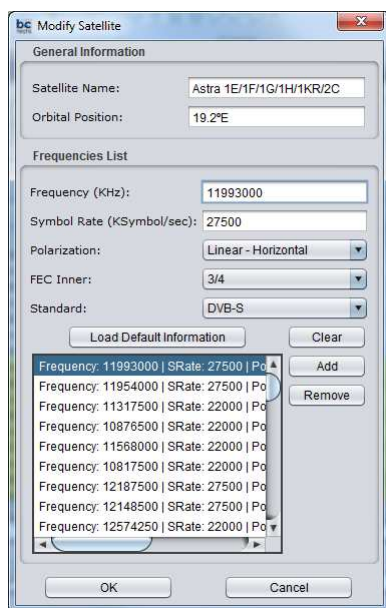 bc Modify Satellite
TESTS
General Information
Satellite Name: Astra 1E/1F/1G/1H/1KR/2C
Orbital Position: 19.2ºE
Frequencies List
Frequency (KHz): 11993000
Symbol Rate (KSymbol/sec): 27500
Polarization: Linear - Horizontal
FEC Inner: 3/4
Standard: DVB-S
Load Default Information Clear
Add
Remove
Frequency: 11993000 | SRate: 27500 | Po
Frequency: 11954000 | SRate: 27500 | Po
Frequency: 11317500 | SRate: 22000 | Po
Frequency: 10876500 | SRate: 22000 | Po
Frequency: 11568000 | SRate: 22000 | Po
Frequency: 10817500 | SRate: 22000 | Po
Frequency: 12187500 | SRate: 27500 | Po
Frequency: 12148500 | SRate: 27500 | Po
Frequency: 12574250 | SRate: 22000 | Po
OK Cancel